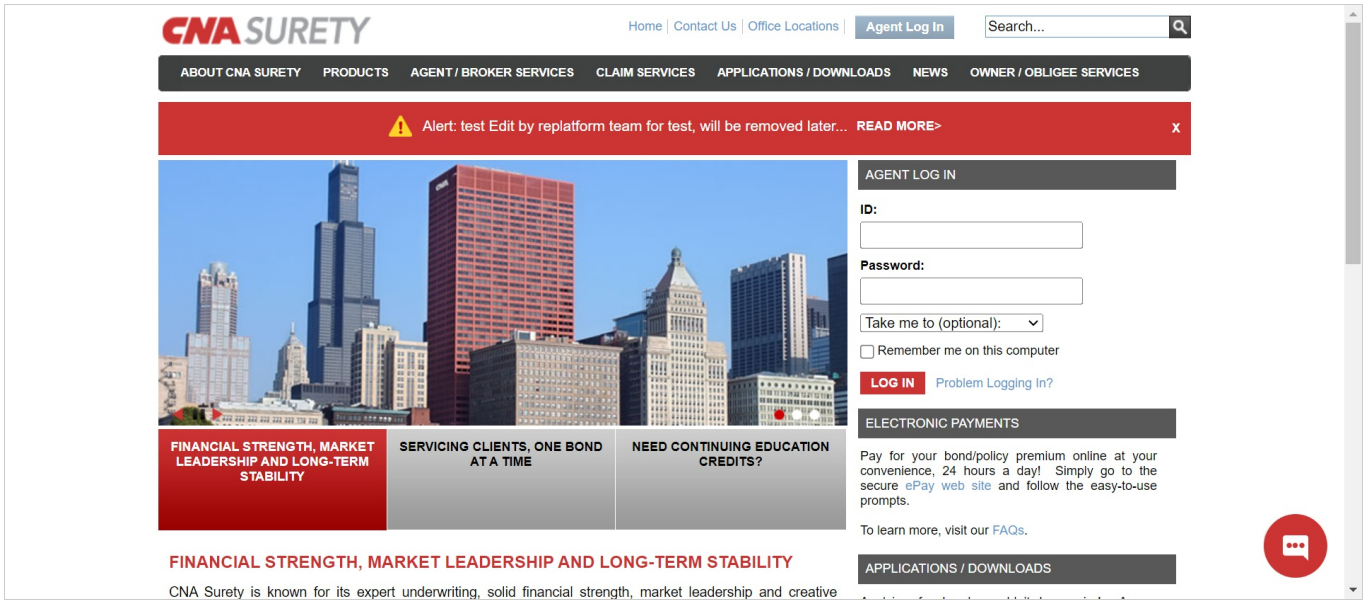 CNA SURETY
Home Contact Us Office Locations Agent Log In Search...
ABOUT CNA SURETY PRODUCTS AGENT / BROKER SERVICES CLAIM SERVICES APPLICATIONS / DOWNLOADS NEWS OWNER / OBLIGEE SERVICES
Alert: test Edit by replatform team for test, will be removed later... READ MORE> x
CNA
FINANCIAL STRENGTH, MARKET
LEADERSHIP AND LONG-TERM
STABILITY
SERVICING CLIENTS, ONE BOND
AT A TIME
NEED CONTINUING EDUCATION
CREDITS?
FINANCIAL STRENGTH, MARKET LEADERSHIP AND LONG-TERM STABILITY
CNA Surety is known for its expert underwriting, solid financial strength, market leadership and creative
AGENT LOG IN
ID:
Password:
Take me to (optional):
Remember me on this computer
LOG IN Problem Logging In?
ELECTRONIC PAYMENTS
Pay for your bond/policy premium online at your
convenience, 24 hours a day! Simply go to the
secure ePay web site and follow the easy-to-use
prompts.
To learn more, visit our FAQs.
APPLICATIONS / DOWNLOADS